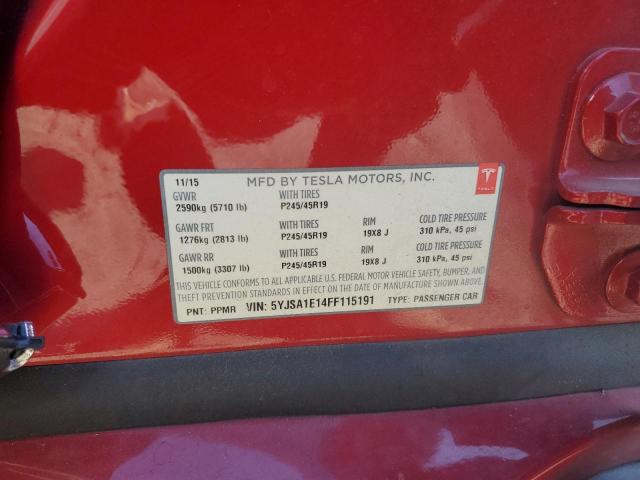 11/15 MFD BY TESLA MOTORS, INC.
GVWR WITH TIRES
2590kg (5710 lb) P245/45R19
GAWR FRT WITH TIRES RIM COLD TIRE PRESSURE
1276kg (2813 lb) P245/45R19 19X8 J 310 kPa, 45 psi
GAWR RR WITH TIRES RIM COLD TIRE PRESSURE
1500kg (3307 lb) P245/45R19 19X8 J 310 kPa, 45 psi
THIS VEHICLE CONFORMS TO ALL APPLICABLE U.S. FEDERAL MOTOR VEHICLE SAFETY, BUMPER, AND
THEFT PREVENTION STANDARDS IN EFFECT ON THE DATE OF MANUFACTURE SHOWN ABOVE.
PNT: PPMR VIN: 5YJSA1E14FF115191 TYPE: PASSENGER CAR
TESLA